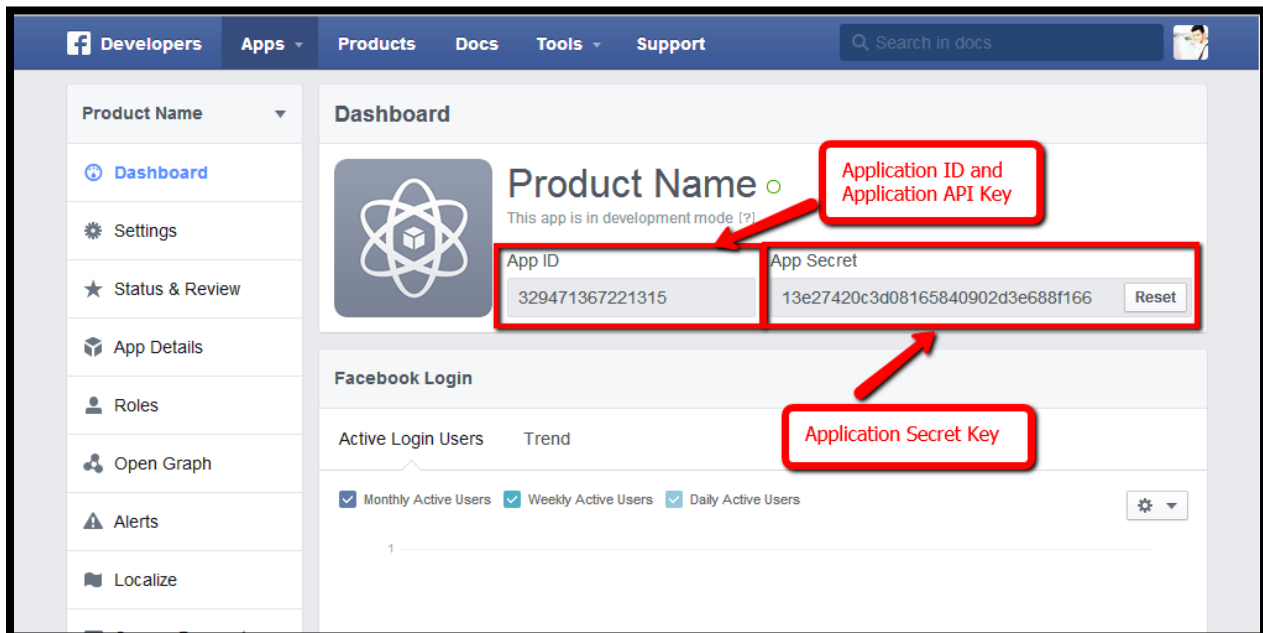 f Developers Apps Products Docs Tools Support Search in docs
Product Name
Dashboard
Settings
Status & Review
App Details
Roles
Open Graph
Alerts
Localize
Dashboard
Product Name
This app is in development mode [?]
Application ID and
Application API Key
App ID
329471367221315
App Secret
13e27420c3d08165840902d3e688f166 Reset
Application Secret Key
Facebook Login
Active Login Users Trend
Monthly Active Users Weekly Active Users Daily Active Users
1